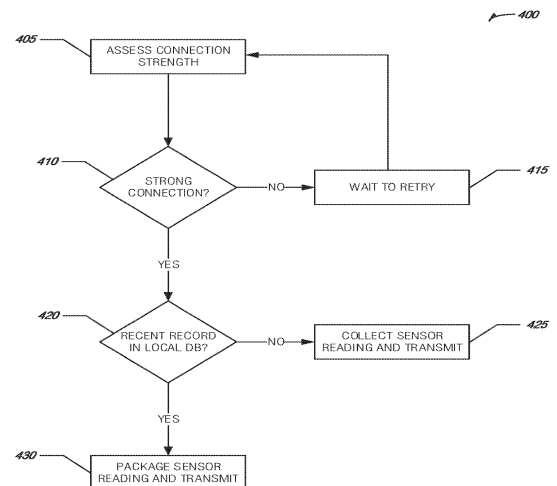 400
405
ASSESS CONNECTION
STRENGTH
410
STRONG
CONNECTION?
NO
WAIT TO RETRY
415
YES
420
RECENT RECORD
IN LOCAL DB?
NO
COLLECT SENSOR
READING AND TRANSMIT
425
YES
430
PACKAGE SENSOR
READING AND TRANSMIT